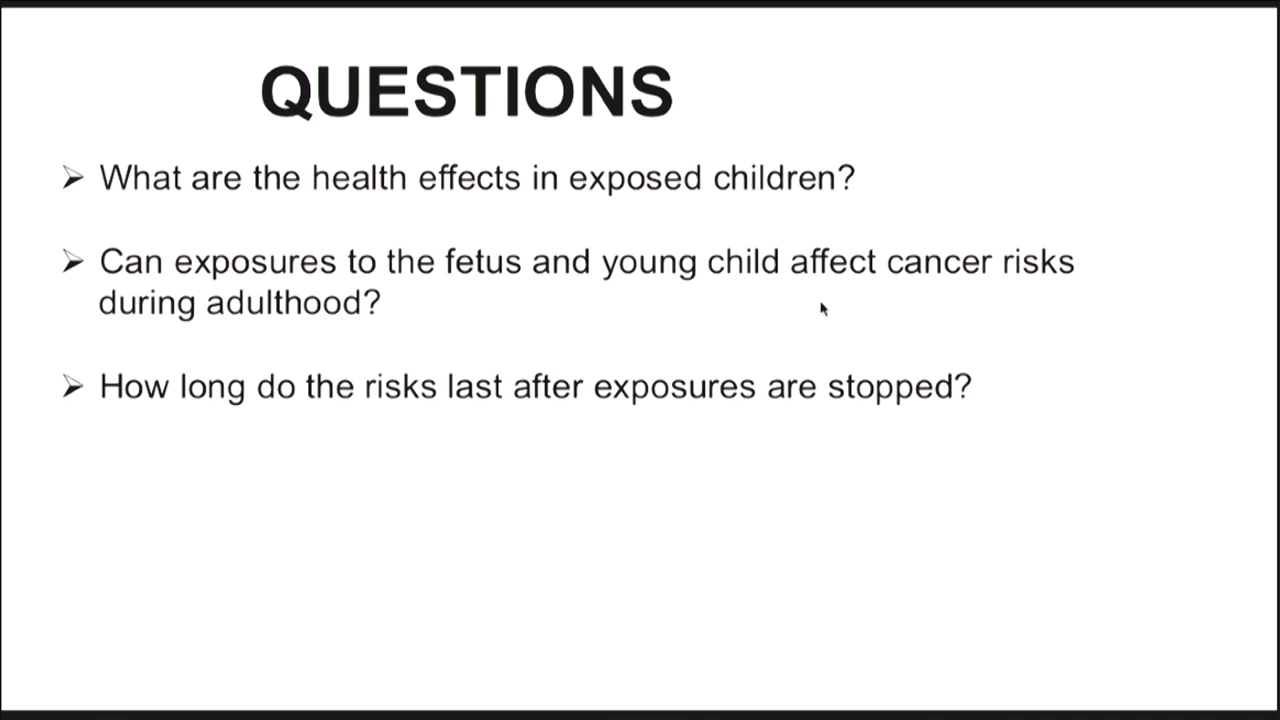 QUESTIONS
➢ What are the health effects in exposed children?
➢ Can exposures to the fetus and young child affect cancer risks
during adulthood?
➢ How long do the risks last after exposures are stopped?